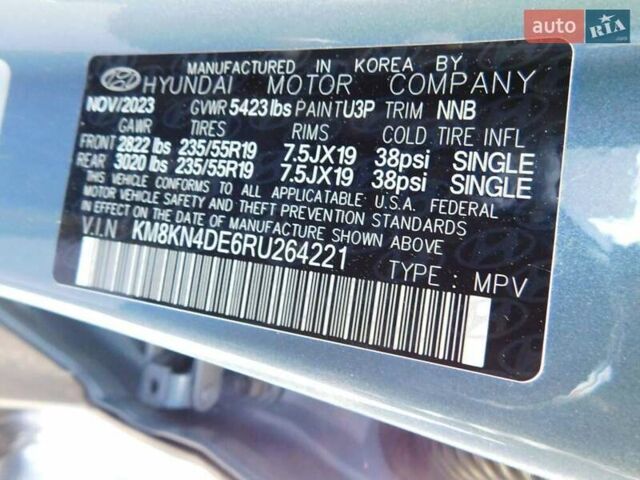 auto RIA .com
MANUFACTURED IN KOREA BY
HYUNDAI MOTOR COMPANY
NOV/2023 GVWR 5423 lbs PAINT U3P TRIM NNB
GAWR TIRES RIMS COLD TIRE INFL
FRONT 2822 lbs 235/55R19 7.5JX19 38psi SINGLE
REAR 3020 lbs 235/55R19 7.5JX19 38psi SINGLE
THIS VEHICLE CONFORMS TO ALL APPLICATABLE U.S.A. FEDERAL
MOTOR VEHICLE SAFETY AND THEFT PREVENTION STANDARDS
IN EFFECT ON THE DATE OF MANUFACTURE SHOWN ABOVE.
V.I.N KM8KN4DE6RU264221
TYPE : MPV